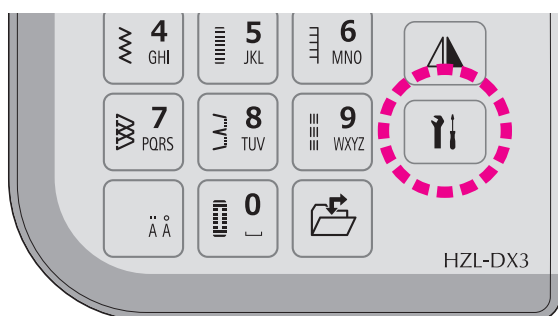 4 5 6
GHI JKL MNO
7 8 9
PQRS TUV WXYZ
0
Ä Å
HZL-DX3